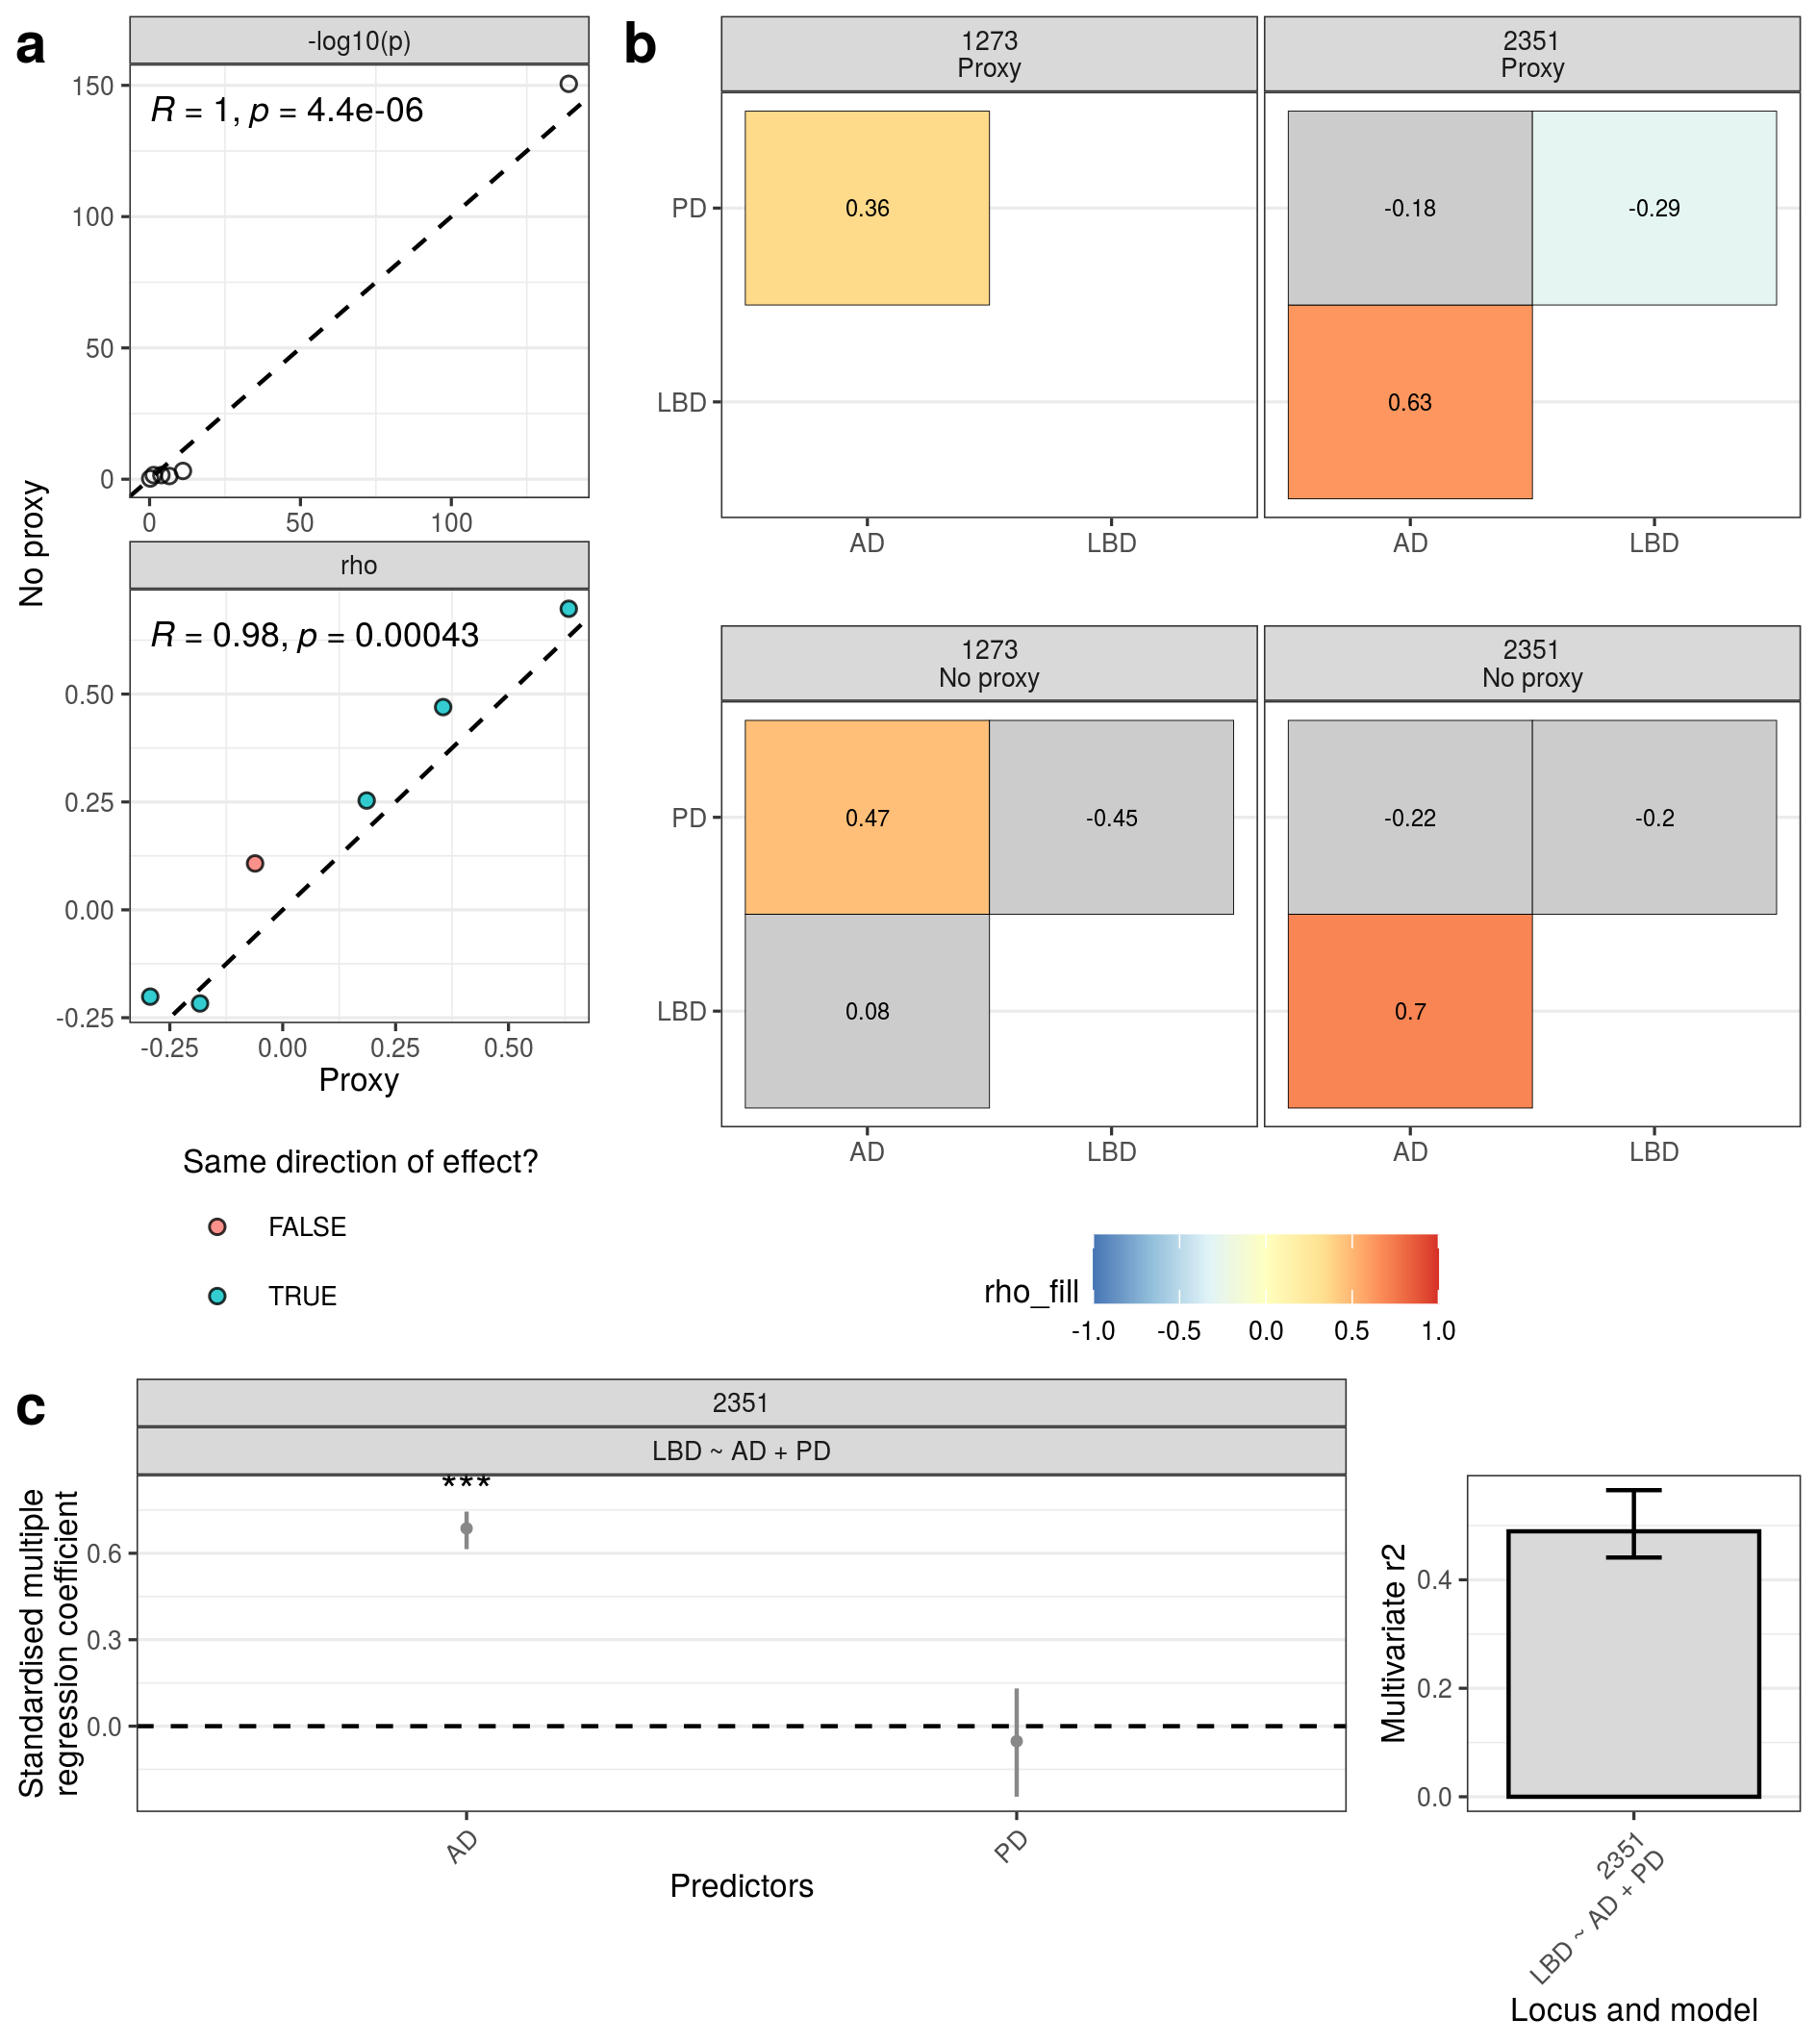 a
-log10(p)
R = 1, p = 4.4e-06
150
100
50
0
0 50 100
rho
R = 0.98, p = 0.00043
0.50
0.25
0.00
-0.25
-0.25 0.00 0.25 0.50
No proxy
Proxy
Same direction of effect?
FALSE
TRUE
b
1273
Proxy
2351
Proxy
PD
LBD
0.36
-0.18 -0.29
0.63
AD LBD AD LBD
1273
No proxy
2351
No proxy
PD
LBD
0.47 -0.45 -0.22 -0.2
0.08 0.7
AD LBD AD LBD
rho_fill
-1.0 -0.5 0.0 0.5 1.0
c
2351
LBD ~ AD + PD
***
Standardised multiple
regression coefficient
0.6
0.3
0.0
AD PD
Predictors
Multivariate r2
0.4
0.2
0.0
2351
LBD ~ AD + PD
Locus and model